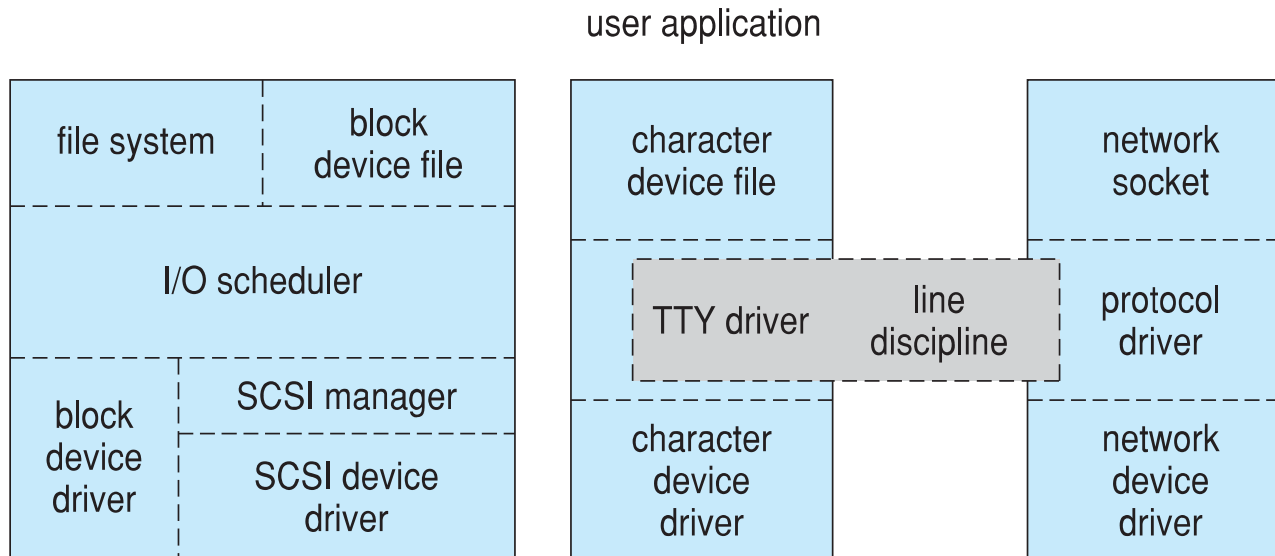 user application
file system
block
device file
I/O scheduler
block
device
driver
SCSI manager
SCSI device
driver
character
device file
TTY driver
line
discipline
character
device
driver
network
socket
protocol
driver
network
device
driver